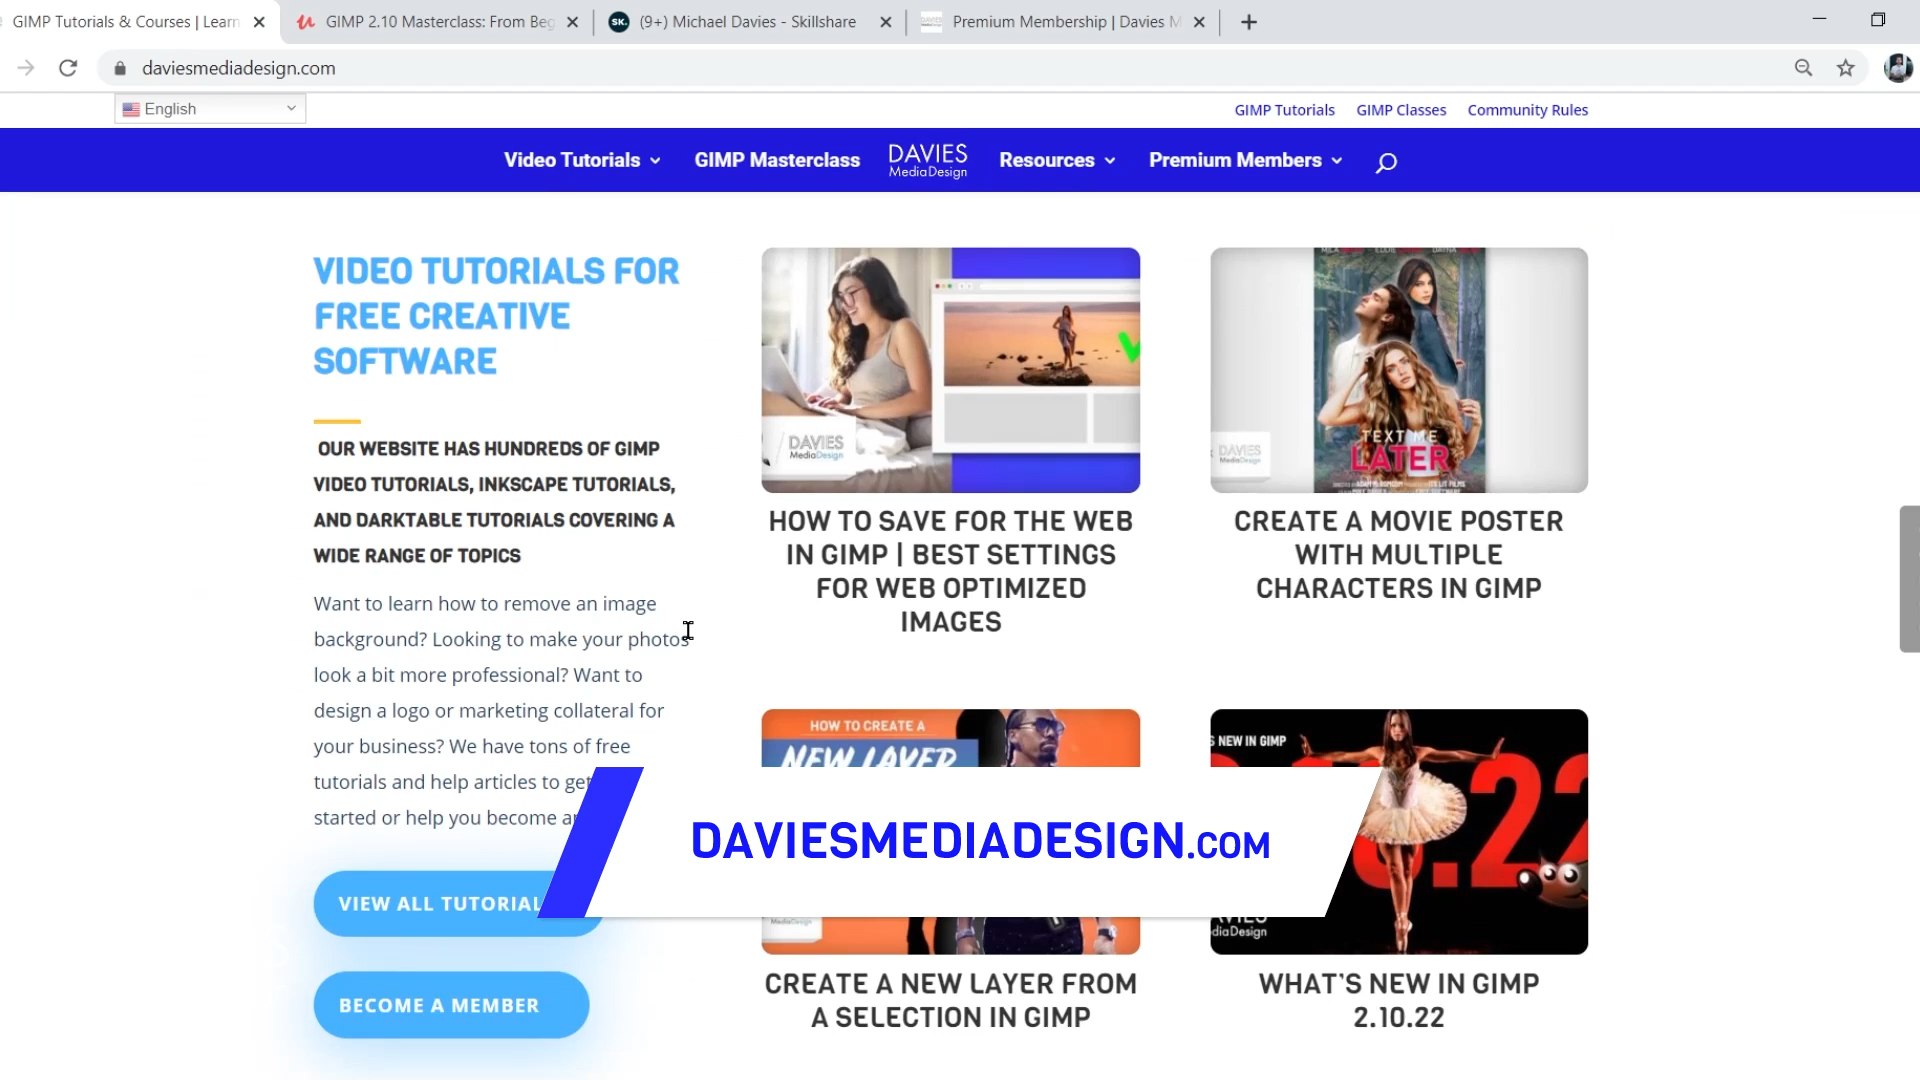 GIMP Tutorials & Courses | Learn
GIMP 2.10 Masterclass: From Beg
SK.
(9+) Michael Davies - Skillshare
Premium Membership | Davies M
daviesmediadesign.com
English
GIMP Tutorials
GIMP Classes
Community Rules
Video Tutorials
GIMP Masterclass
DAVIES
MediaDesign
Resources
Premium Members
VIDEO TUTORIALS FOR
FREE CREATIVE
SOFTWARE
OUR WEBSITE HAS HUNDREDS OF GIMP
VIDEO TUTORIALS, INKSCAPE TUTORIALS,
AND DARKTABLE TUTORIALS COVERING A
WIDE RANGE OF TOPICS
Want to learn how to remove an image
background? Looking to make your photos
look a bit more professional? Want to
design a logo or marketing collateral for
your business? We have tons of free
tutorials and help articles to get
started or help you become
VIEW ALL TUTORIAL
BECOME A MEMBER
DAVIES
MediaDesign
HOW TO SAVE FOR THE WEB
IN GIMP | BEST SETTINGS
FOR WEB OPTIMIZED
IMAGES
TEXT ME
LATER
DAVIES
MediaDesign
CREATE A MOVIE POSTER
WITH MULTIPLE
CHARACTERS IN GIMP
HOW TO CREATE A
NEW LAYER
MediaDesign
CREATE A NEW LAYER FROM
A SELECTION IN GIMP
S NEW IN GIMP
.22
diaDesign
WHAT'S NEW IN GIMP
2.10.22
DAVIESMEDIADESIGN.COM